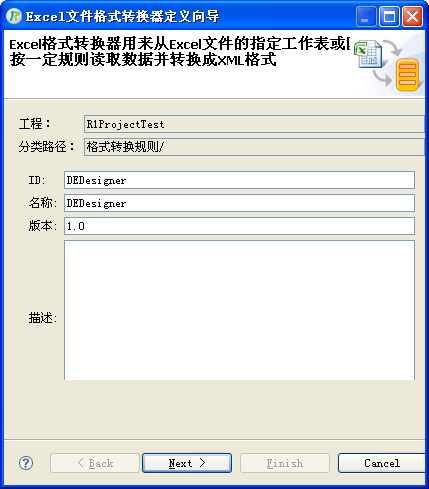 Excel文件格式转换器定义向导
Excel格式转换器用来从Excel文件的指定工作表或
按一定规则读取数据并转换成XML格式
工程： R1ProjectTest
分类路径： 格式转换规则/
ID: DEDesigner
名称: DEDesigner
版本: 1.0
描述:
?
< Back Next > Finish Cancel